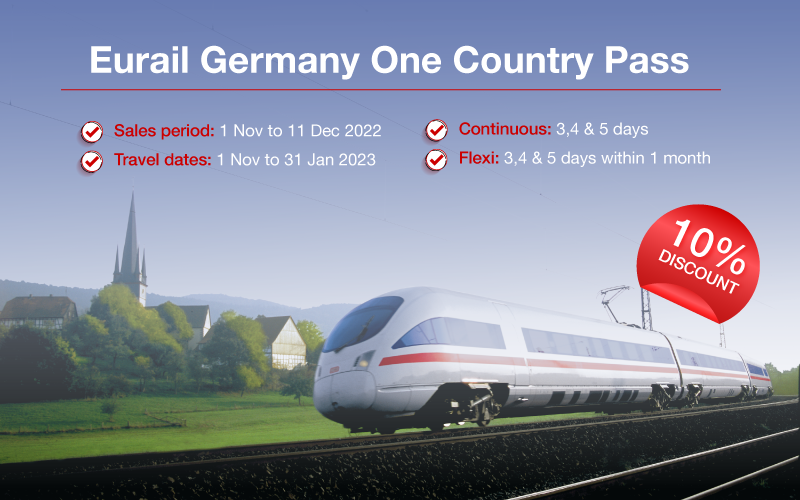 Eurail Germany One Country Pass
Sales period: 1 Nov to 11 Dec 2022
Travel dates: 1 Nov to 31 Jan 2023
Continuous: 3,4 & 5 days
Flexi: 3,4 & 5 days within 1 month
10%
DISCOUNT